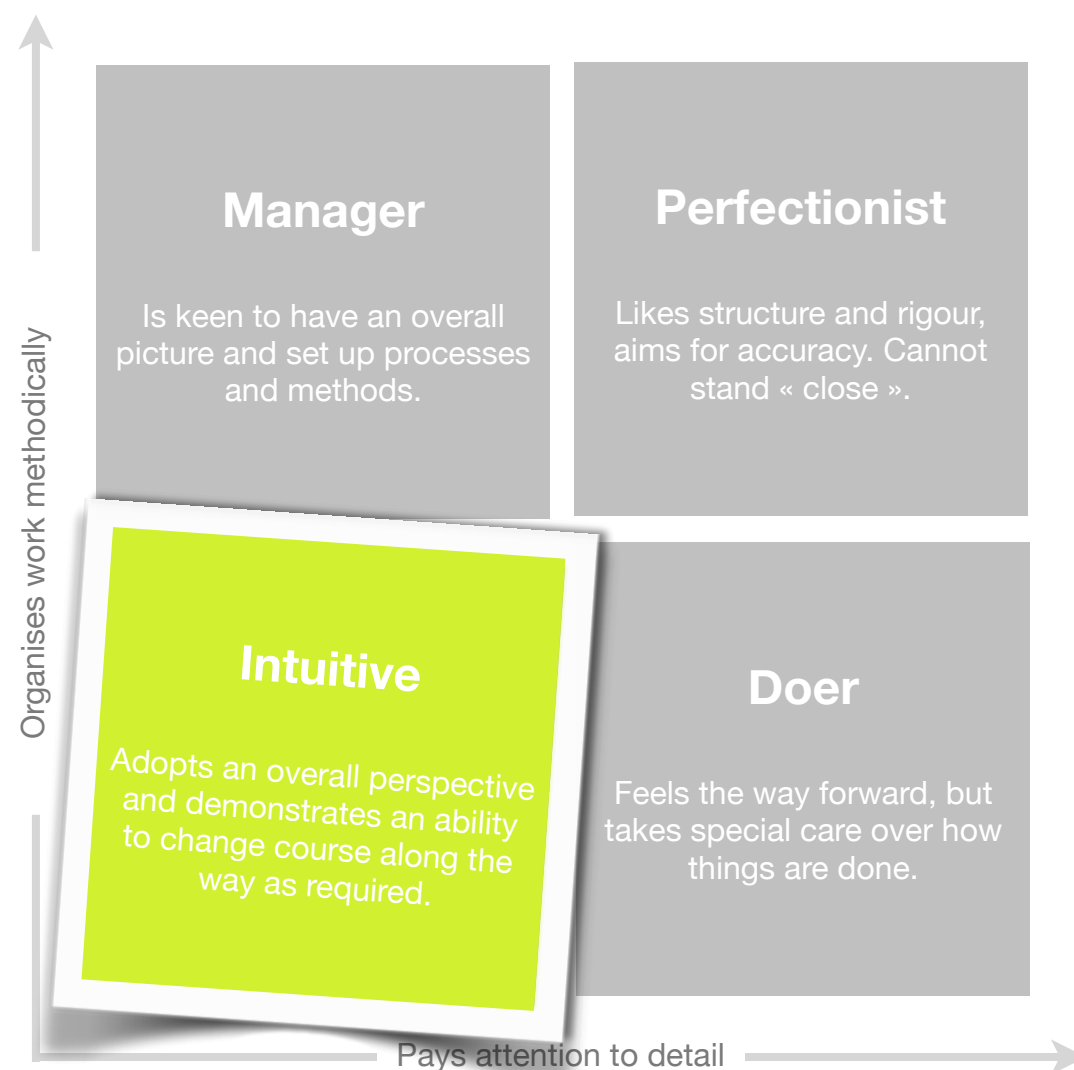 Manager
Is keen to have an overall
picture and set up processes
and methods.
Perfectionist
Likes structure and rigour,
aims for accuracy. Cannot
stand « close ».
Organises work methodically
Intuitive
Adopts an overall perspective
and demonstrates an ability
to change course along the
way as required.
Doer
Feels the way forward, but
takes special care over how
things are done.
Pays attention to detail